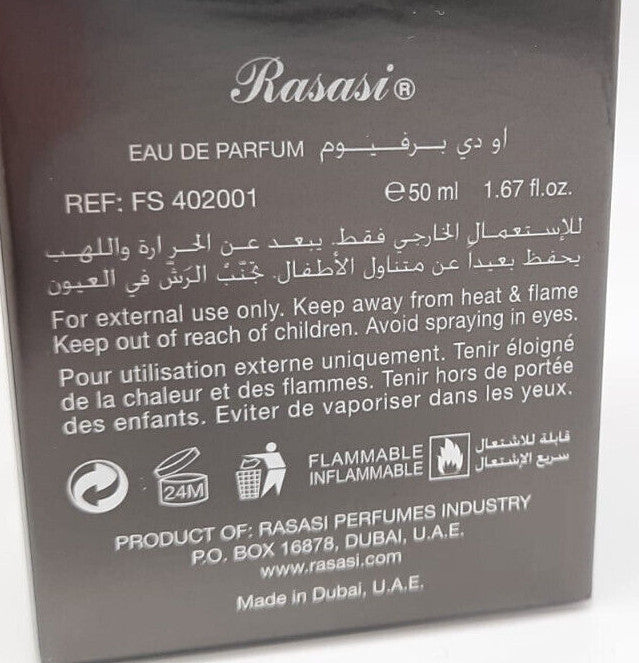 Rasasi®
EAU DE PARFUM او دي بـرفـيـوم
REF: FS 402001 ℮50 ml 1.67 fl.oz.
للإستعمال الخارجي فقط. يبعد عن الحرارة واللهب
يحفظ بعيداً عن متناول الأطفال. تجنّب الرَشّ في العيون
For external use only. Keep away from heat & flame
Keep out of reach of children. Avoid spraying in eyes.
Pour utilisation externe uniquement. Tenir éloigné
de la chaleur et des flammes. Tenir hors de portée
des enfants. Eviter de vaporiser dans les yeux.
24M
FLAMMABLE قابلة للاشتعال
INFLAMMABLE سريع الإشتعال
PRODUCT OF: RASASI PERFUMES INDUSTRY
P.O. BOX 16878, DUBAI, U.A.E.
www.rasasi.com
Made in Dubai, U.A.E.